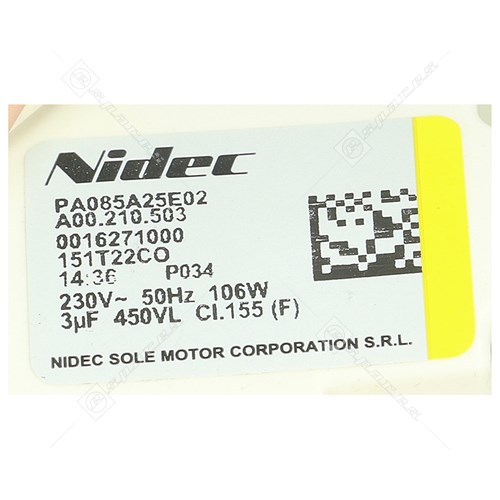 Nidec
PA085A25E02
A00.210.503
0016271000
151T22CO
14:36 P034
230V~ 50Hz 106W
3µF 450VL Cl.155 (F)
NIDEC SOLE MOTOR CORPORATION S.R.L.